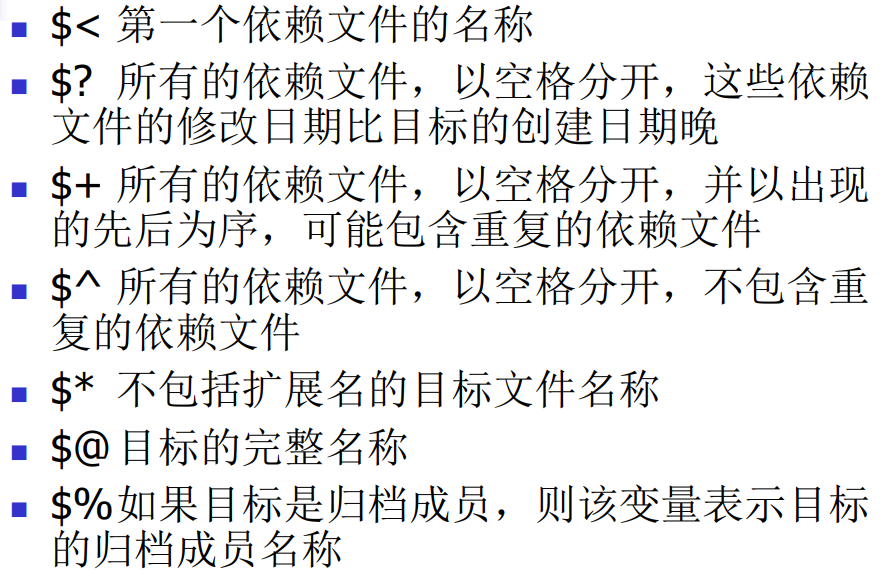 $< 第一个依赖文件的名称
$? 所有的依赖文件，以空格分开，这些依赖
文件的修改日期比目标的创建日期晚
$+ 所有的依赖文件，以空格分开，并以出现
的先后为序，可能包含重复的依赖文件
$^ 所有的依赖文件，以空格分开，不包含重
复的依赖文件
$* 不包括扩展名的目标文件名称
$@ 目标的完整名称
$%如果目标是归档成员，则该变量表示目标
的归档成员名称